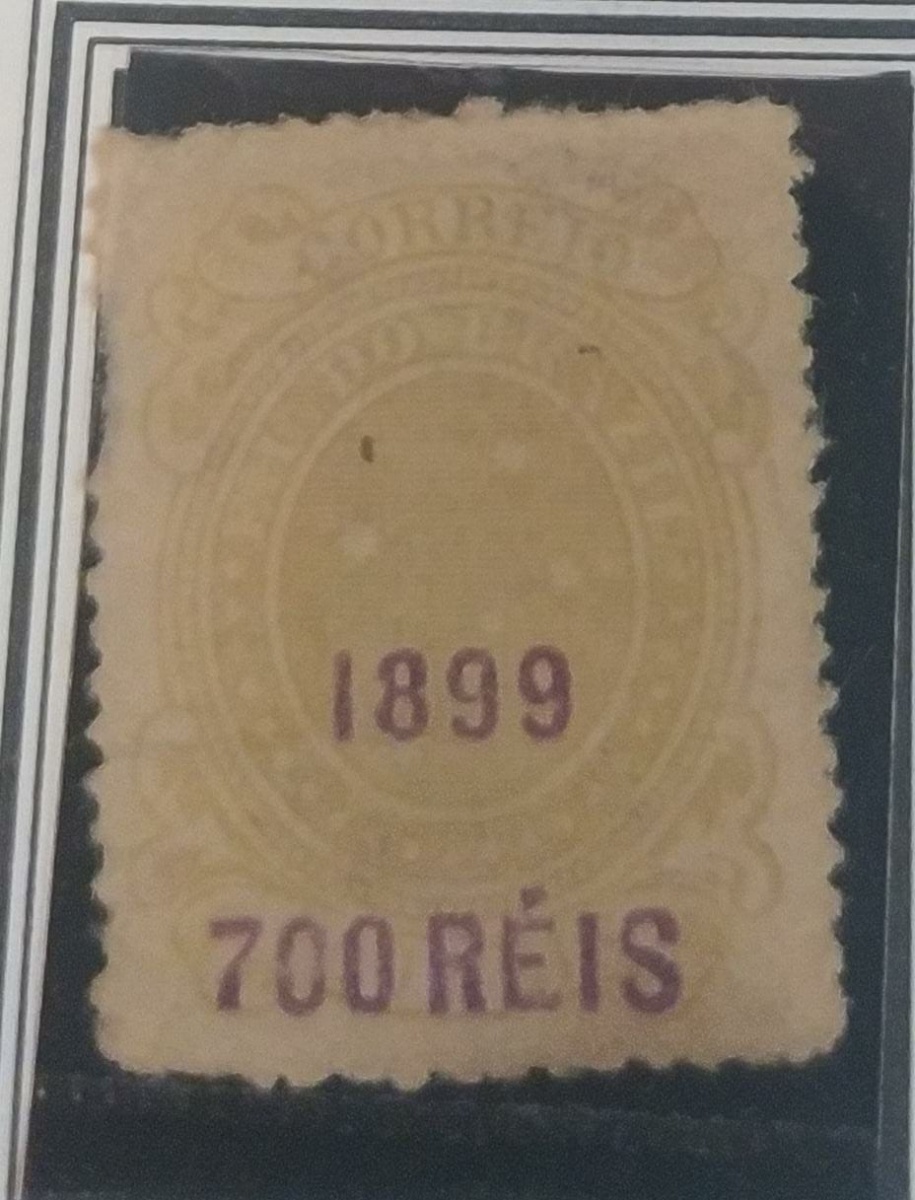 CORREIO
DO BRAZIL
1899
700 RÉIS